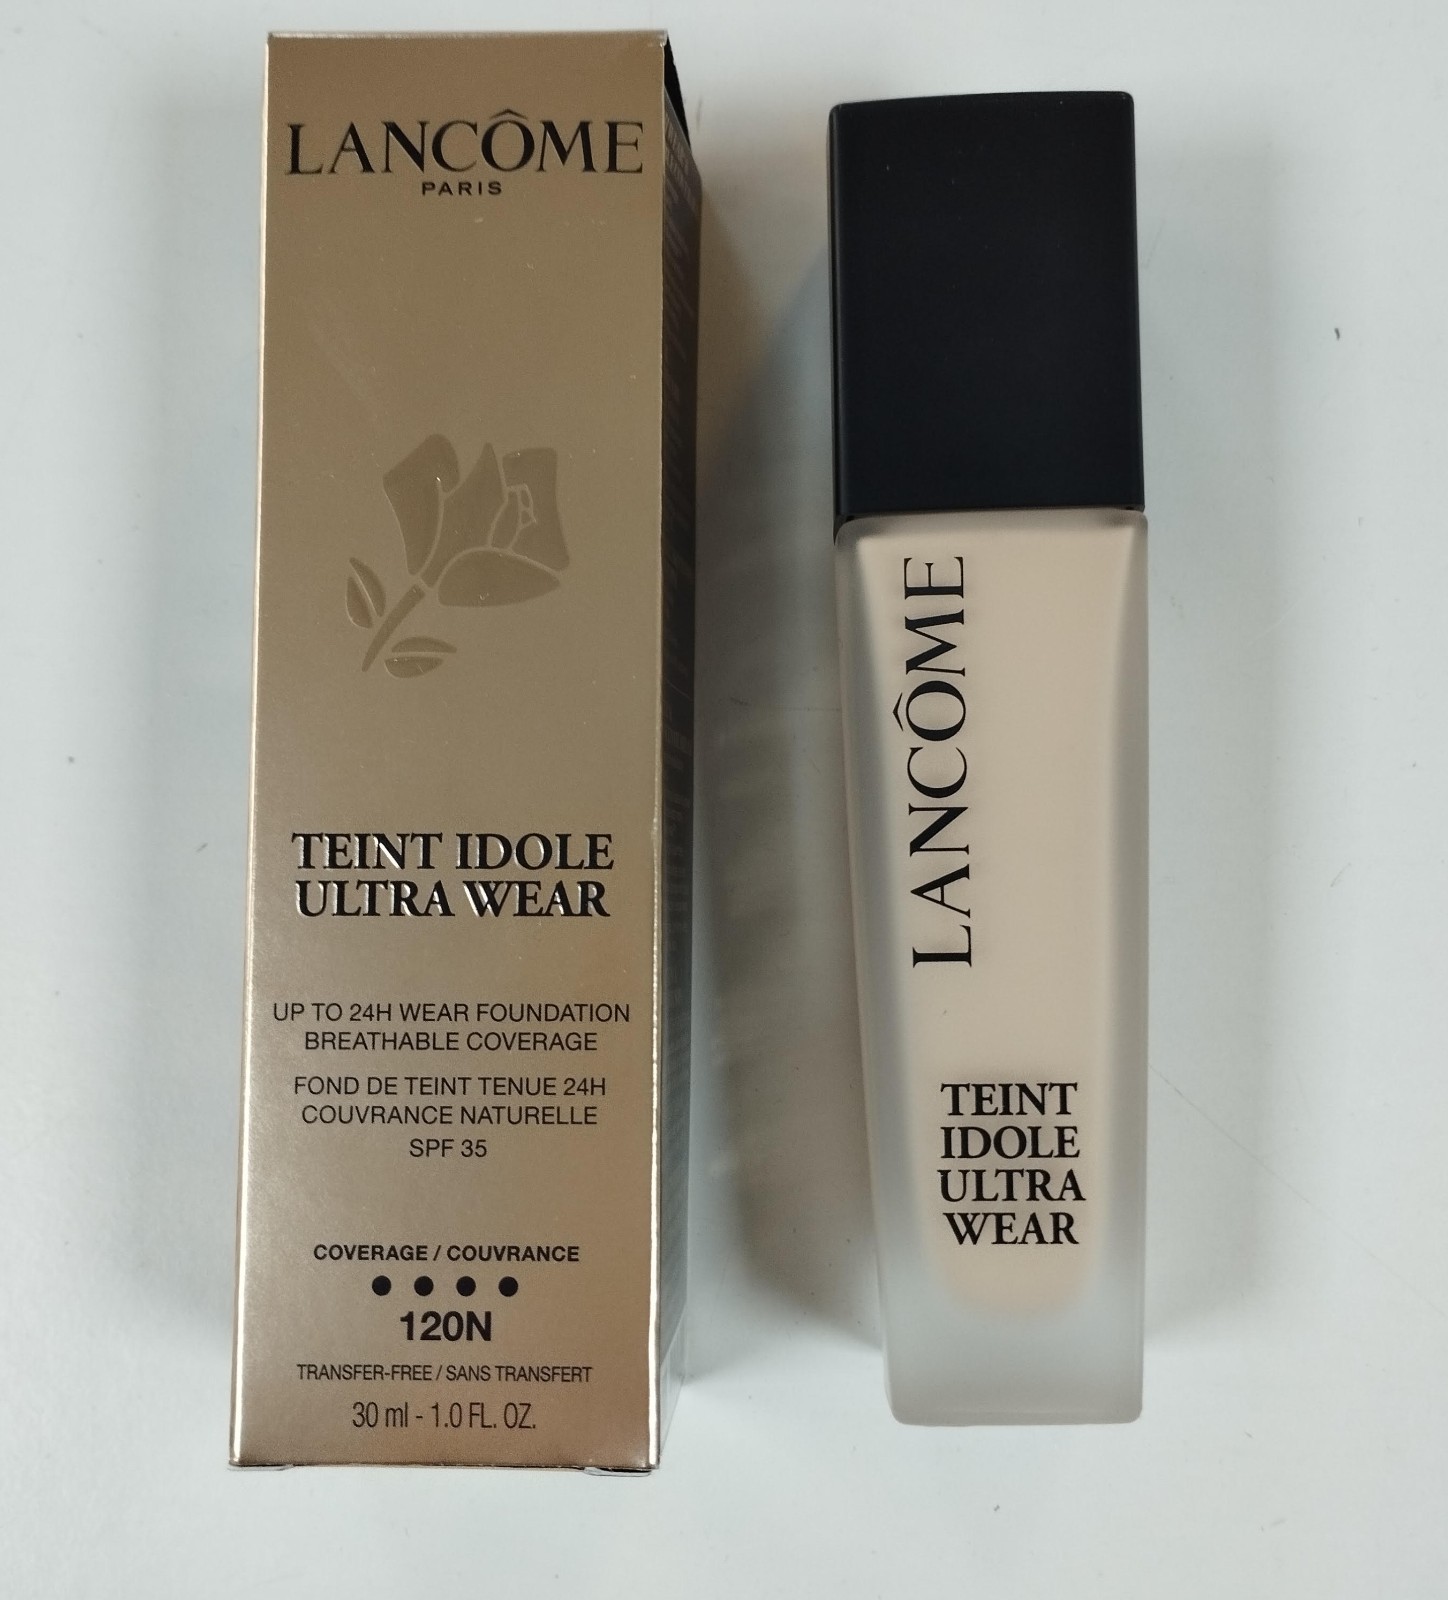 LANCÔME
PARIS
TEINT IDOLE
ULTRA WEAR
UP TO 24H WEAR FOUNDATION
BREATHABLE COVERAGE
FOND DE TEINT TENUE 24H
COUVRANCE NATURELLE
SPF 35
COVERAGE / COUVRANCE
120N
TRANSFER-FREE / SANS TRANSFERT
30 ml - 1.0 FL. OZ.
LANCÔME
TEINT
IDOLE
ULTRA
WEAR